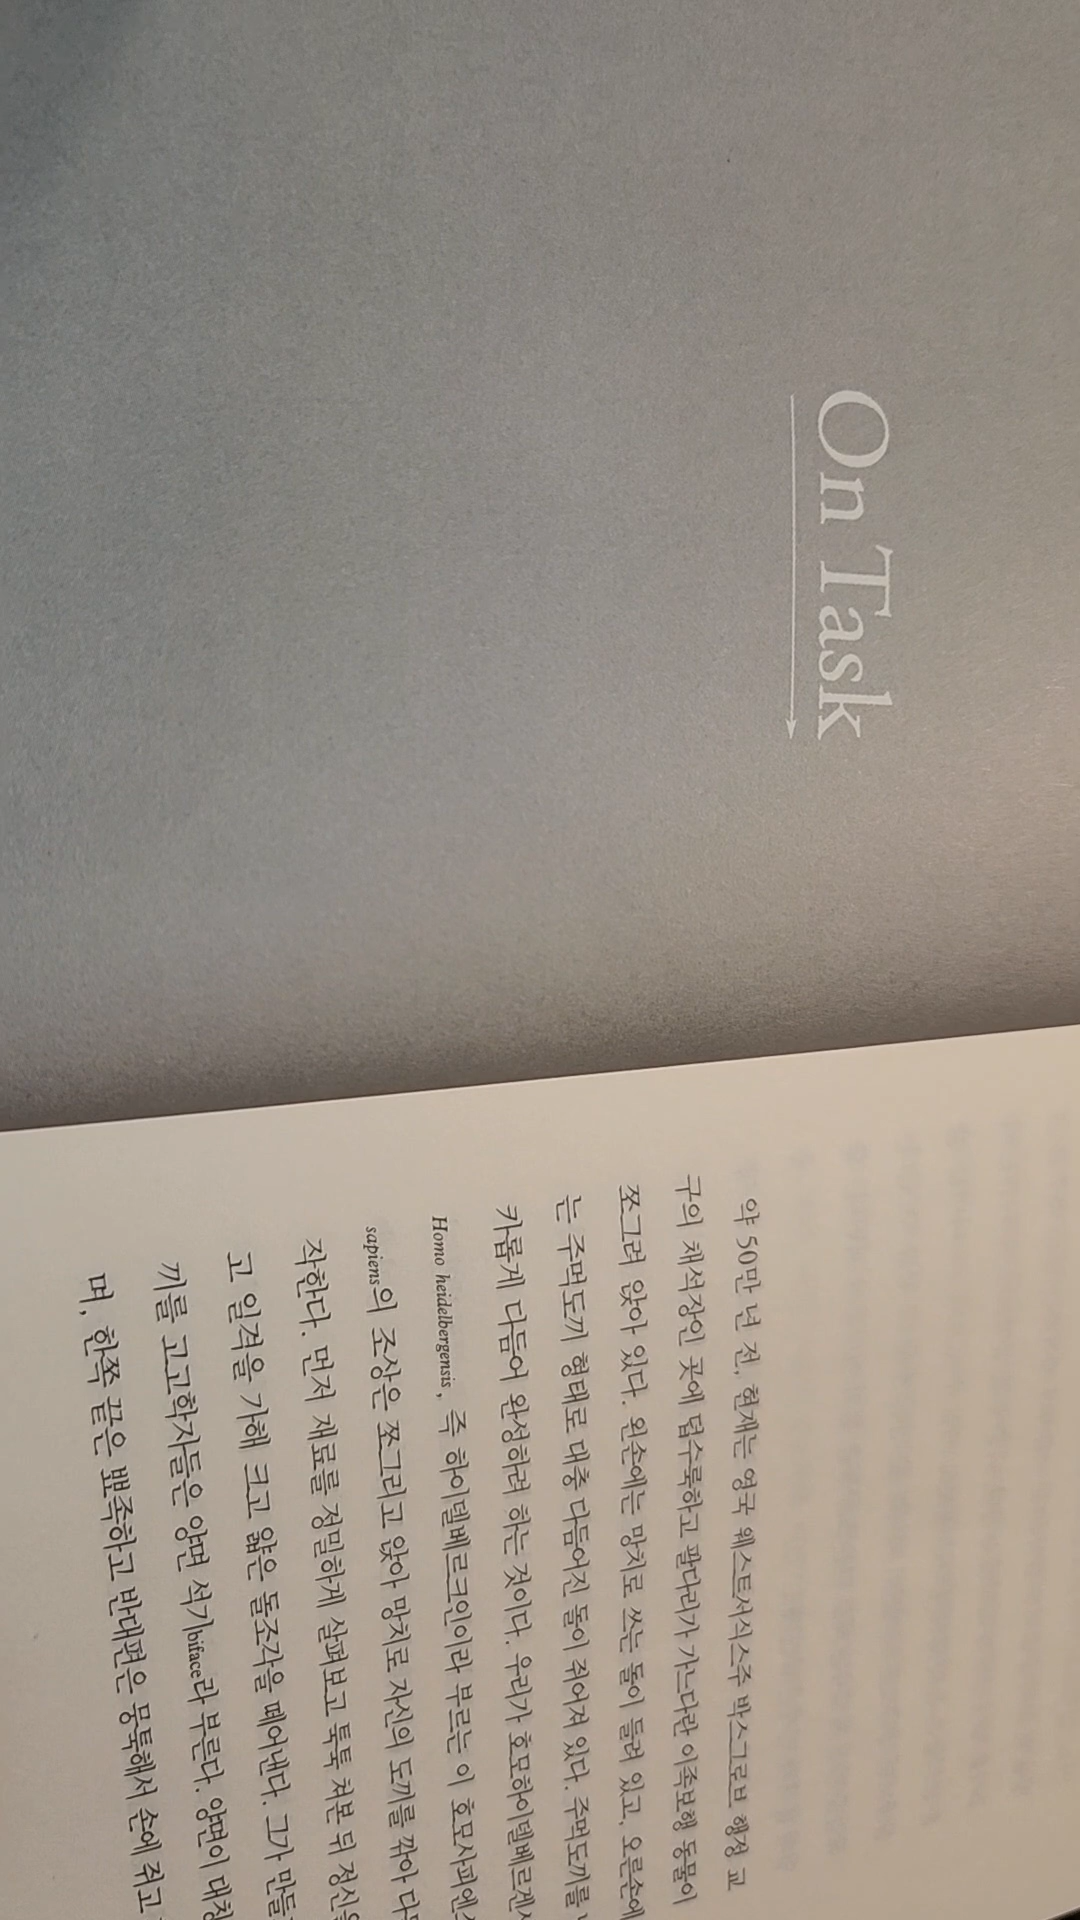 On Task
약 50만 년 전, 현재는 영국 웨스트서식스주 박스그로브 행정 교
구의 채석장인 곳에 덥수룩하고 팔다리가 가느다란 이족보행 동물이
쪼그려 앉아 있다. 왼손에는 망치로 쓰는 돌이 들려 있고, 오른손에
는 주먹도끼 형태로 대충 다듬어진 돌이 쥐어져 있다. 주먹도끼를
카롭게 다듬어 완성하려 하는 것이다. 우리가 호모하이델베르겐
Homo heidelbergensis, 즉 하이델베르크인이라 부르는 이 호모사피엔
sapiens의 조상은 쪼그리고 앉아 망치로 자신의 도끼를 깎아
작한다. 먼저 재료를 정밀하게 살펴보고 툭툭 쳐본 뒤 정신을
고 일격을 가해 크고 얇은 돌조각을 떼어낸다. 그가 만들
끼를 고고학자들은 양면 석기biface라 부른다. 양면이 대칭
며, 한쪽 끝은 뾰족하고 반대편은 뭉툭해서 손에 쥐고